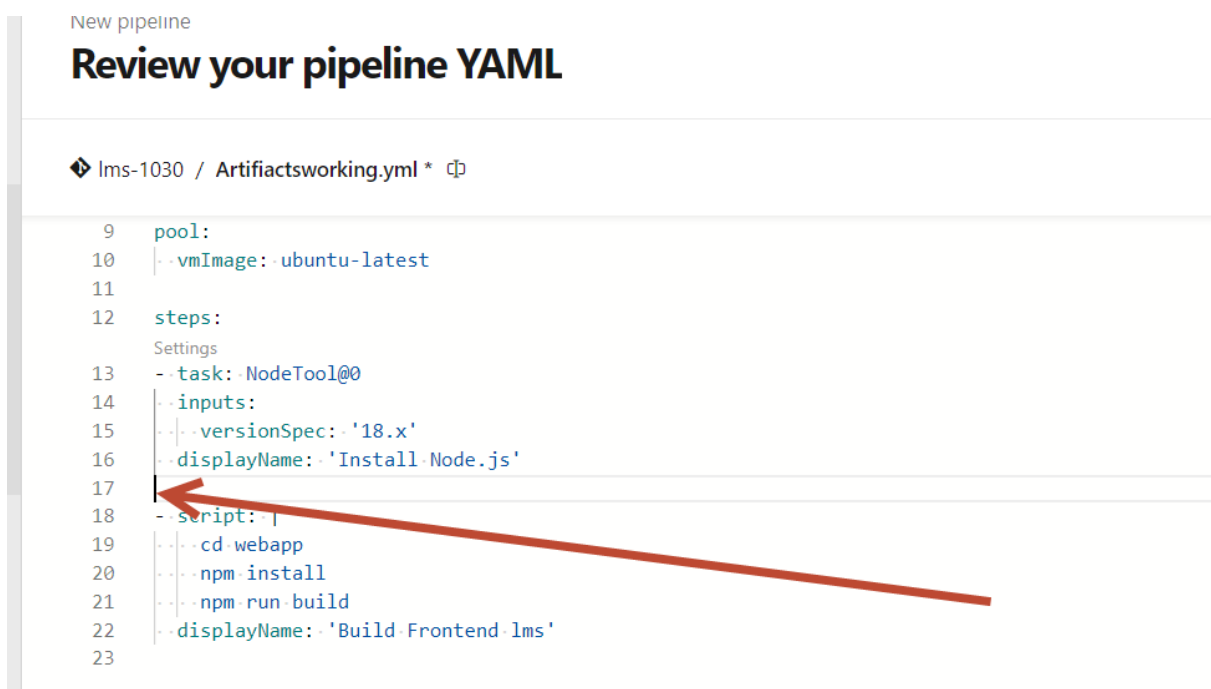 New pipeline
Review your pipeline YAML
lms-1030 / Artifiactsworking.yml *
9 pool:
10 vmImage: ubuntu-latest
11
12 steps:
Settings
13 - task: NodeTool@0
14 inputs:
15 versionSpec: '18.x'
16 displayName: 'Install Node.js'
17
18 - script: |
19 cd webapp
20 npm install
21 npm run build
22 displayName: 'Build Frontend lms'
23